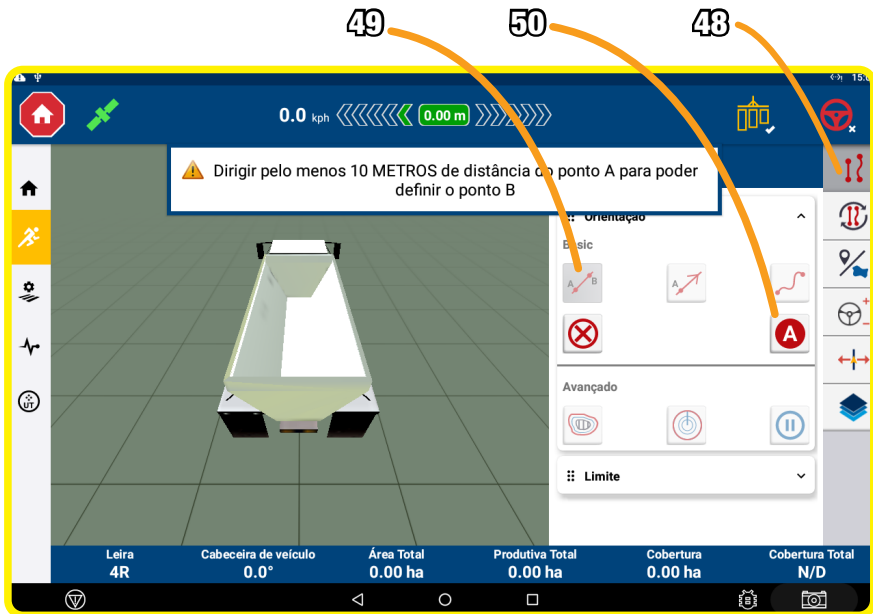 49 50 48
15:0
0.0 kph 0.00 m
Dirigir pelo menos 10 METROS de distância do ponto A para poder
definir o ponto B
Orientação
Basic
A B A
A
Avançado
Limite
UT
Leira Cabeceira de veículo Área Total Produtiva Total Cobertura Cobertura Total
4R 0.0° 0.00 ha 0.00 ha 0.00 ha N/D